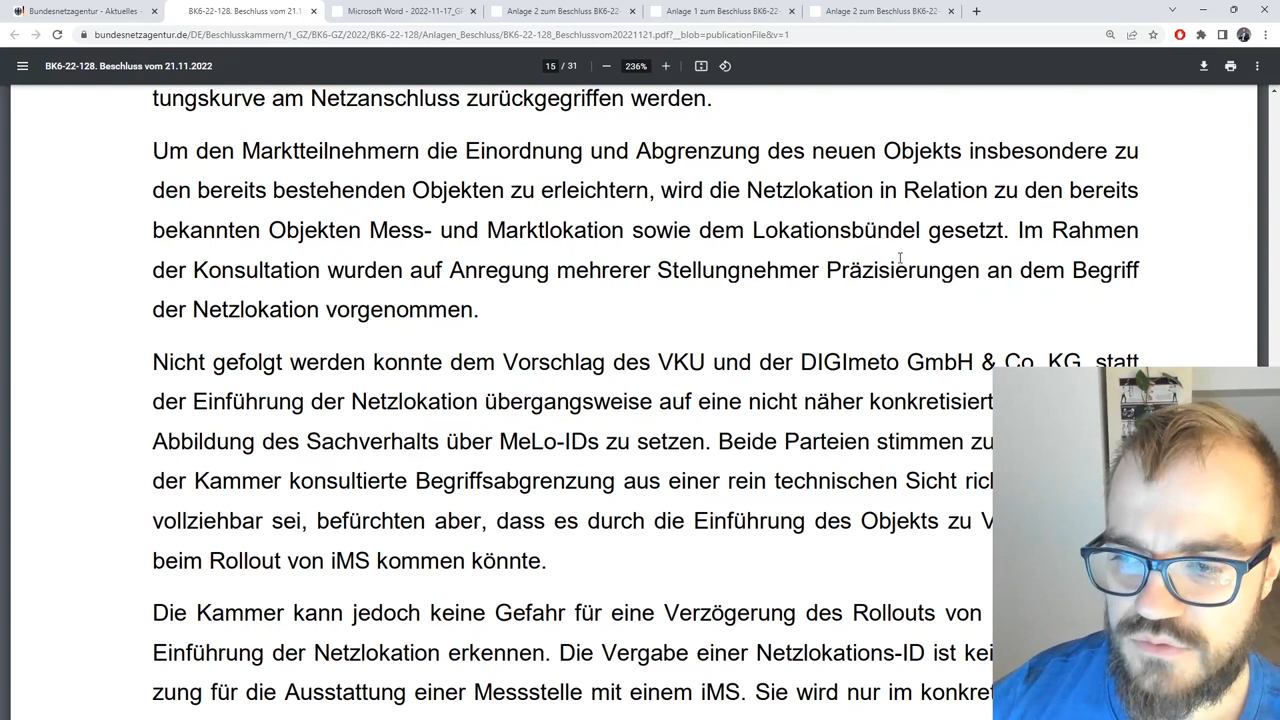 Bundesnetzagentur - Aktuelles -
BK6-22-128. Beschluss vom 21.1
Microsoft Word - 2022-11-17_GP
Anlage 2 zum Beschluss BK6-22-
Anlage 1 zum Beschluss BK6-22-
Anlage 2 zum Beschluss BK6-22-
bundesnetzagentur.de/DE/Beschlusskammern/1_GZ/BK6-GZ/2022/BK6-22-128/Anlagen_Beschluss/BK6-22-128_Beschlussvom20221121.pdf?__blob=publicationFile&v=1
BK6-22-128. Beschluss vom 21.11.2022
15 / 31
236%
tungskurve am Netzanschluss zurückgegriffen werden.
Um den Marktteilnehmern die Einordnung und Abgrenzung des neuen Objekts insbesondere zu
den bereits bestehenden Objekten zu erleichtern, wird die Netzlokation in Relation zu den bereits
bekannten Objekten Mess- und Marktlokation sowie dem Lokationsbündel gesetzt. Im Rahmen
der Konsultation wurden auf Anregung mehrerer Stellungnehmer Präzisierungen an dem Begriff
der Netzlokation vorgenommen.
Nicht gefolgt werden konnte dem Vorschlag des VKU und der DIGImeto GmbH & Co. KG, statt
der Einführung der Netzlokation übergangsweise auf eine nicht näher konkretisiert
Abbildung des Sachverhalts über MeLo-IDs zu setzen. Beide Parteien stimmen zu
der Kammer konsultierte Begriffsabgrenzung aus einer rein technischen Sicht ric
vollziehbar sei, befürchten aber, dass es durch die Einführung des Objekts zu V
beim Rollout von iMS kommen könnte.
Die Kammer kann jedoch keine Gefahr für eine Verzögerung des Rollouts von
Einführung der Netzlokation erkennen. Die Vergabe einer Netzlokations-ID ist kei
zung für die Ausstattung einer Messstelle mit einem iMS. Sie wird nur im konkret